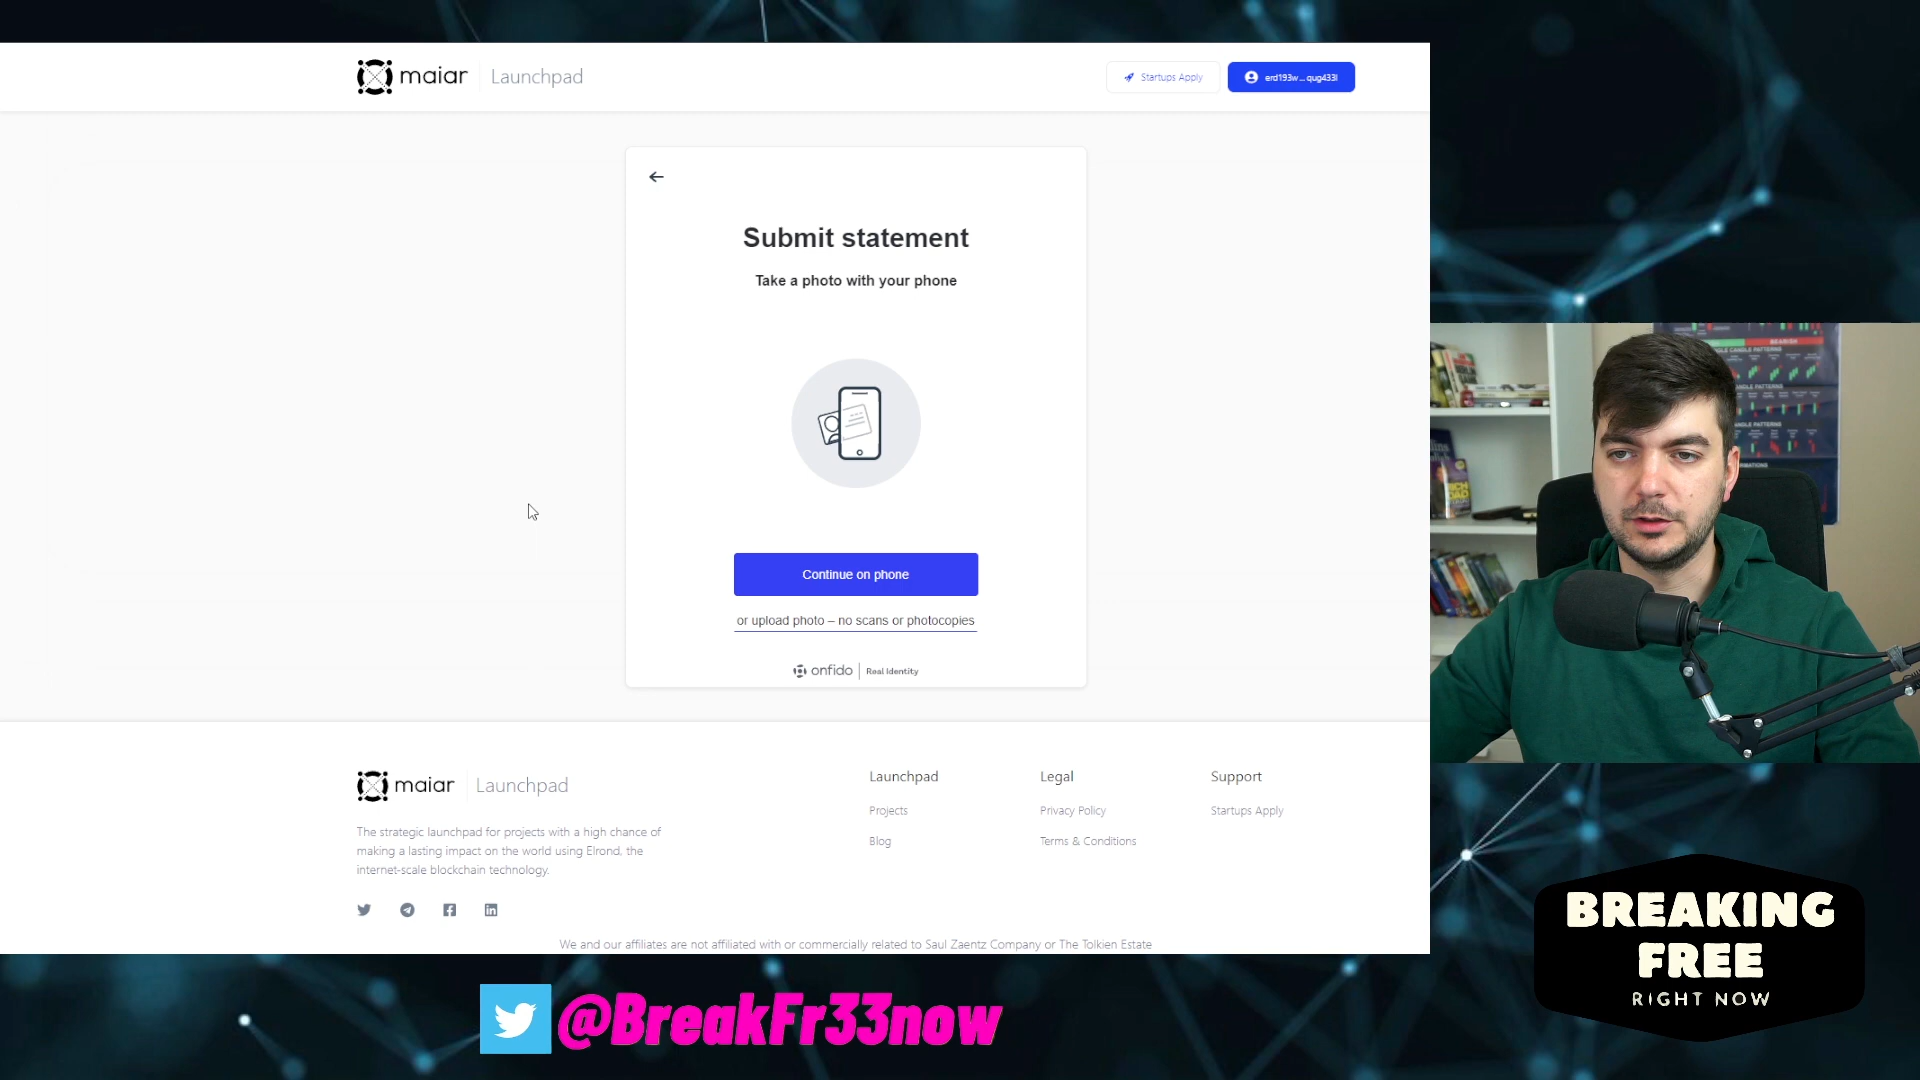 maiar Launchpad
Startups Apply
erd193w ... qug433l
Submit statement
Take a photo with your phone
Continue on phone
or upload photo – no scans or photocopies
onfido Real Identity
BEARISH
CANDLE PATTERNS
maiar Launchpad
Launchpad
Legal
Support
Projects
Privacy Policy
Startups Apply
Blog
Terms & Conditions
The strategic launchpad for projects with a high chance of
making a lasting impact on the world using Elrond, the
internet-scale blockchain technology.
We and our affiliates are not affiliated with or commercially related to Saul Zaentz Company or The Tolkien Estate
BREAKING
FREE
RIGHT NOW
@BreakFr33now